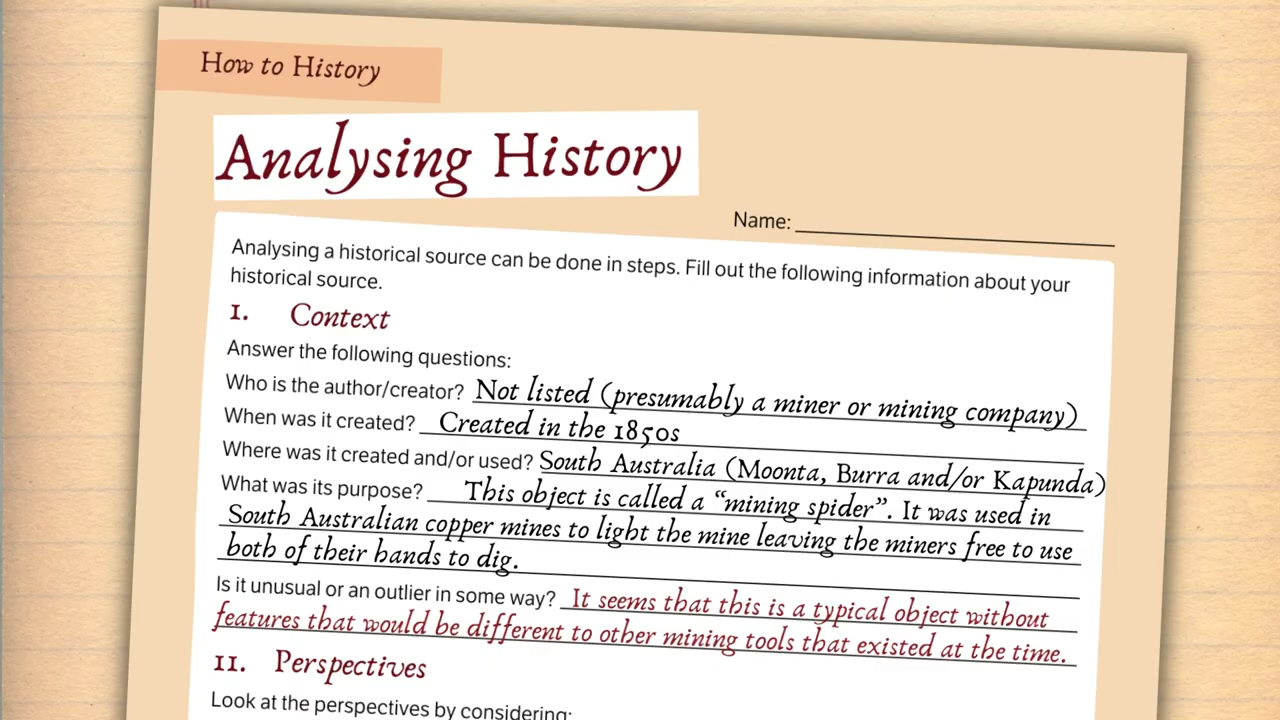 How to History
Analysing History
Name:
Analysing a historical source can be done in steps. Fill out the following information about your
historical source.
I. Context
Answer the following questions:
Who is the author/creator? Not listed (presumably a miner or mining company)
When was it created? Created in the 1850s
Where was it created and/or used? South Australia (Moonta, Burra and/or Kapunda)
What was its purpose? This object is called a “mining spider”. It was used in
South Australian copper mines to light the mine leaving the miners free to use
both of their hands to dig.
Is it unusual or an outlier in some way? It seems that this is a typical object without
features that would be different to other mining tools that existed at the time.
II. Perspectives
Look at the perspectives by considering: